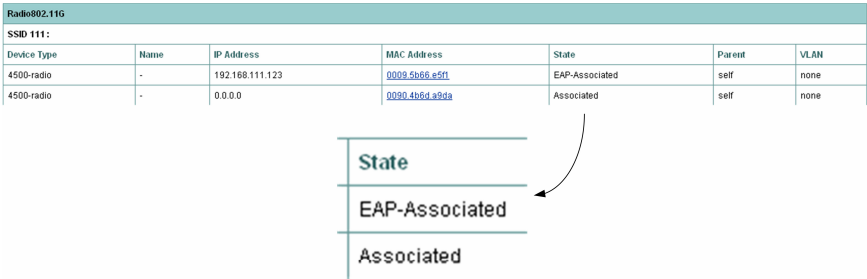 Radio802.11G
SSID 111 :
Device Type Name IP Address MAC Address State Parent VLAN
4500-radio - 192.168.111.123 0009.5b66.e5f1 EAP-Associated self none
4500-radio - 0.0.0.0 0090.4b6d.a9da Associated self none
State
EAP-Associated
Associated